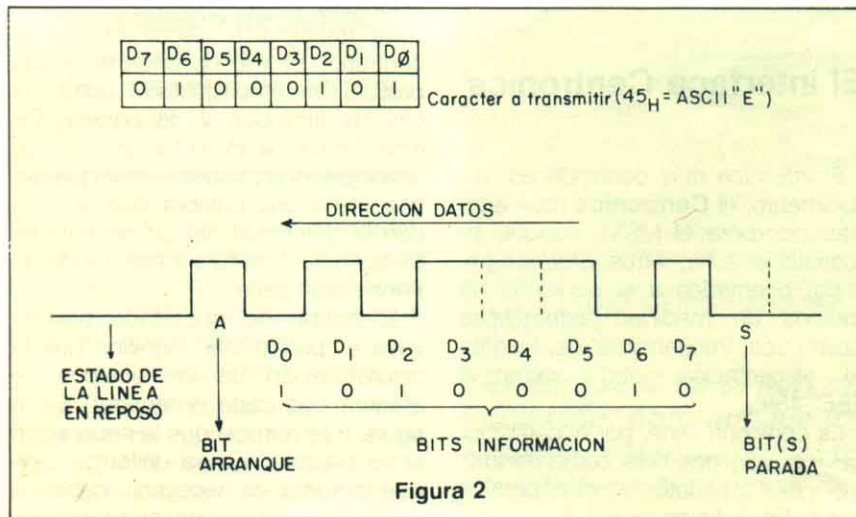 El interface Centronics
D7 D6 D5 D4 D3 D2 D1 DØ
0 1 0 0 0 1 0 1
Caracter a transmitir (45H = ASCII "E")
DIRECCION DATOS
A D0 D1 D2 D3 D4 D5 D6 D7 S
1 0 1 0 0 0 1 0
ESTADO DE
LA LINEA
EN REPOSO
BIT
ARRANQUE
BITS INFORMACION
BIT(S)
PARADA
Figura 2